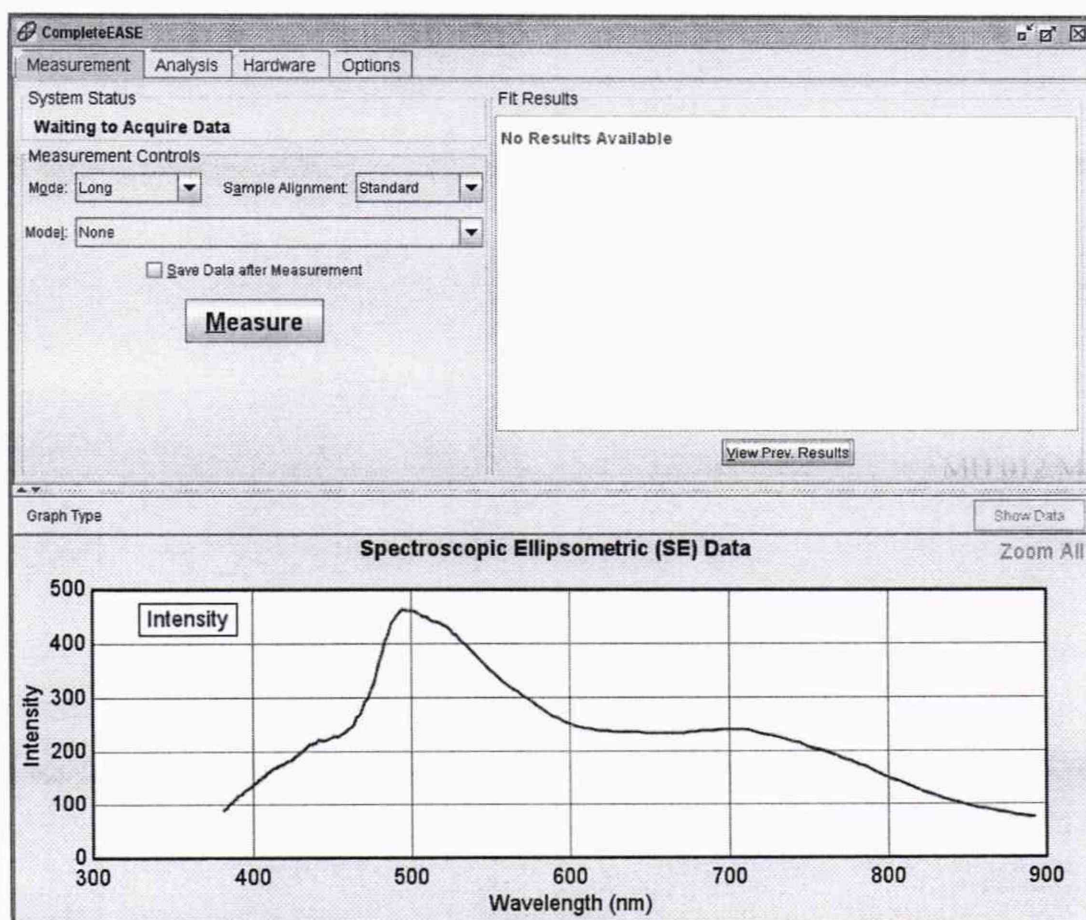 CompleteEASE
Measurement Analysis Hardware Options
System Status
Waiting to Acquire Data
Measurement Controls
Mode: Long Sample Alignment: Standard
Model: None
Save Data after Measurement
Measure
Fit Results
No Results Available
View Prev. Results
Graph Type
Show Data
Spectroscopic Ellipsometric (SE) Data
Zoom All
Intensity
Intensity
500
400
300
200
100
0
300 400 500 600 700 800 900
Wavelength (nm)